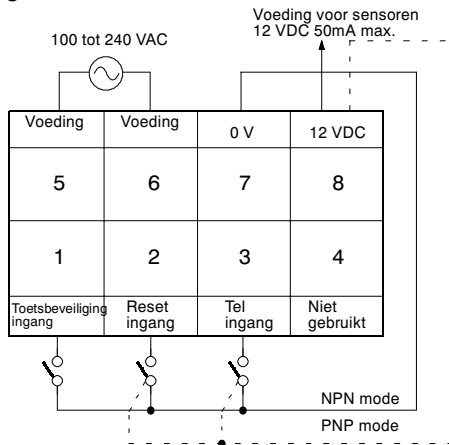 Voeding voor sensoren
12 VDC 50mA max.
100 tot 240 VAC
Voeding
Voeding
0 V
12 VDC
5
6
7
8
1
2
3
4
Toetsbeveiliging
ingang
Reset
ingang
Tel
ingang
Niet
gebruikt
NPN mode
PNP mode